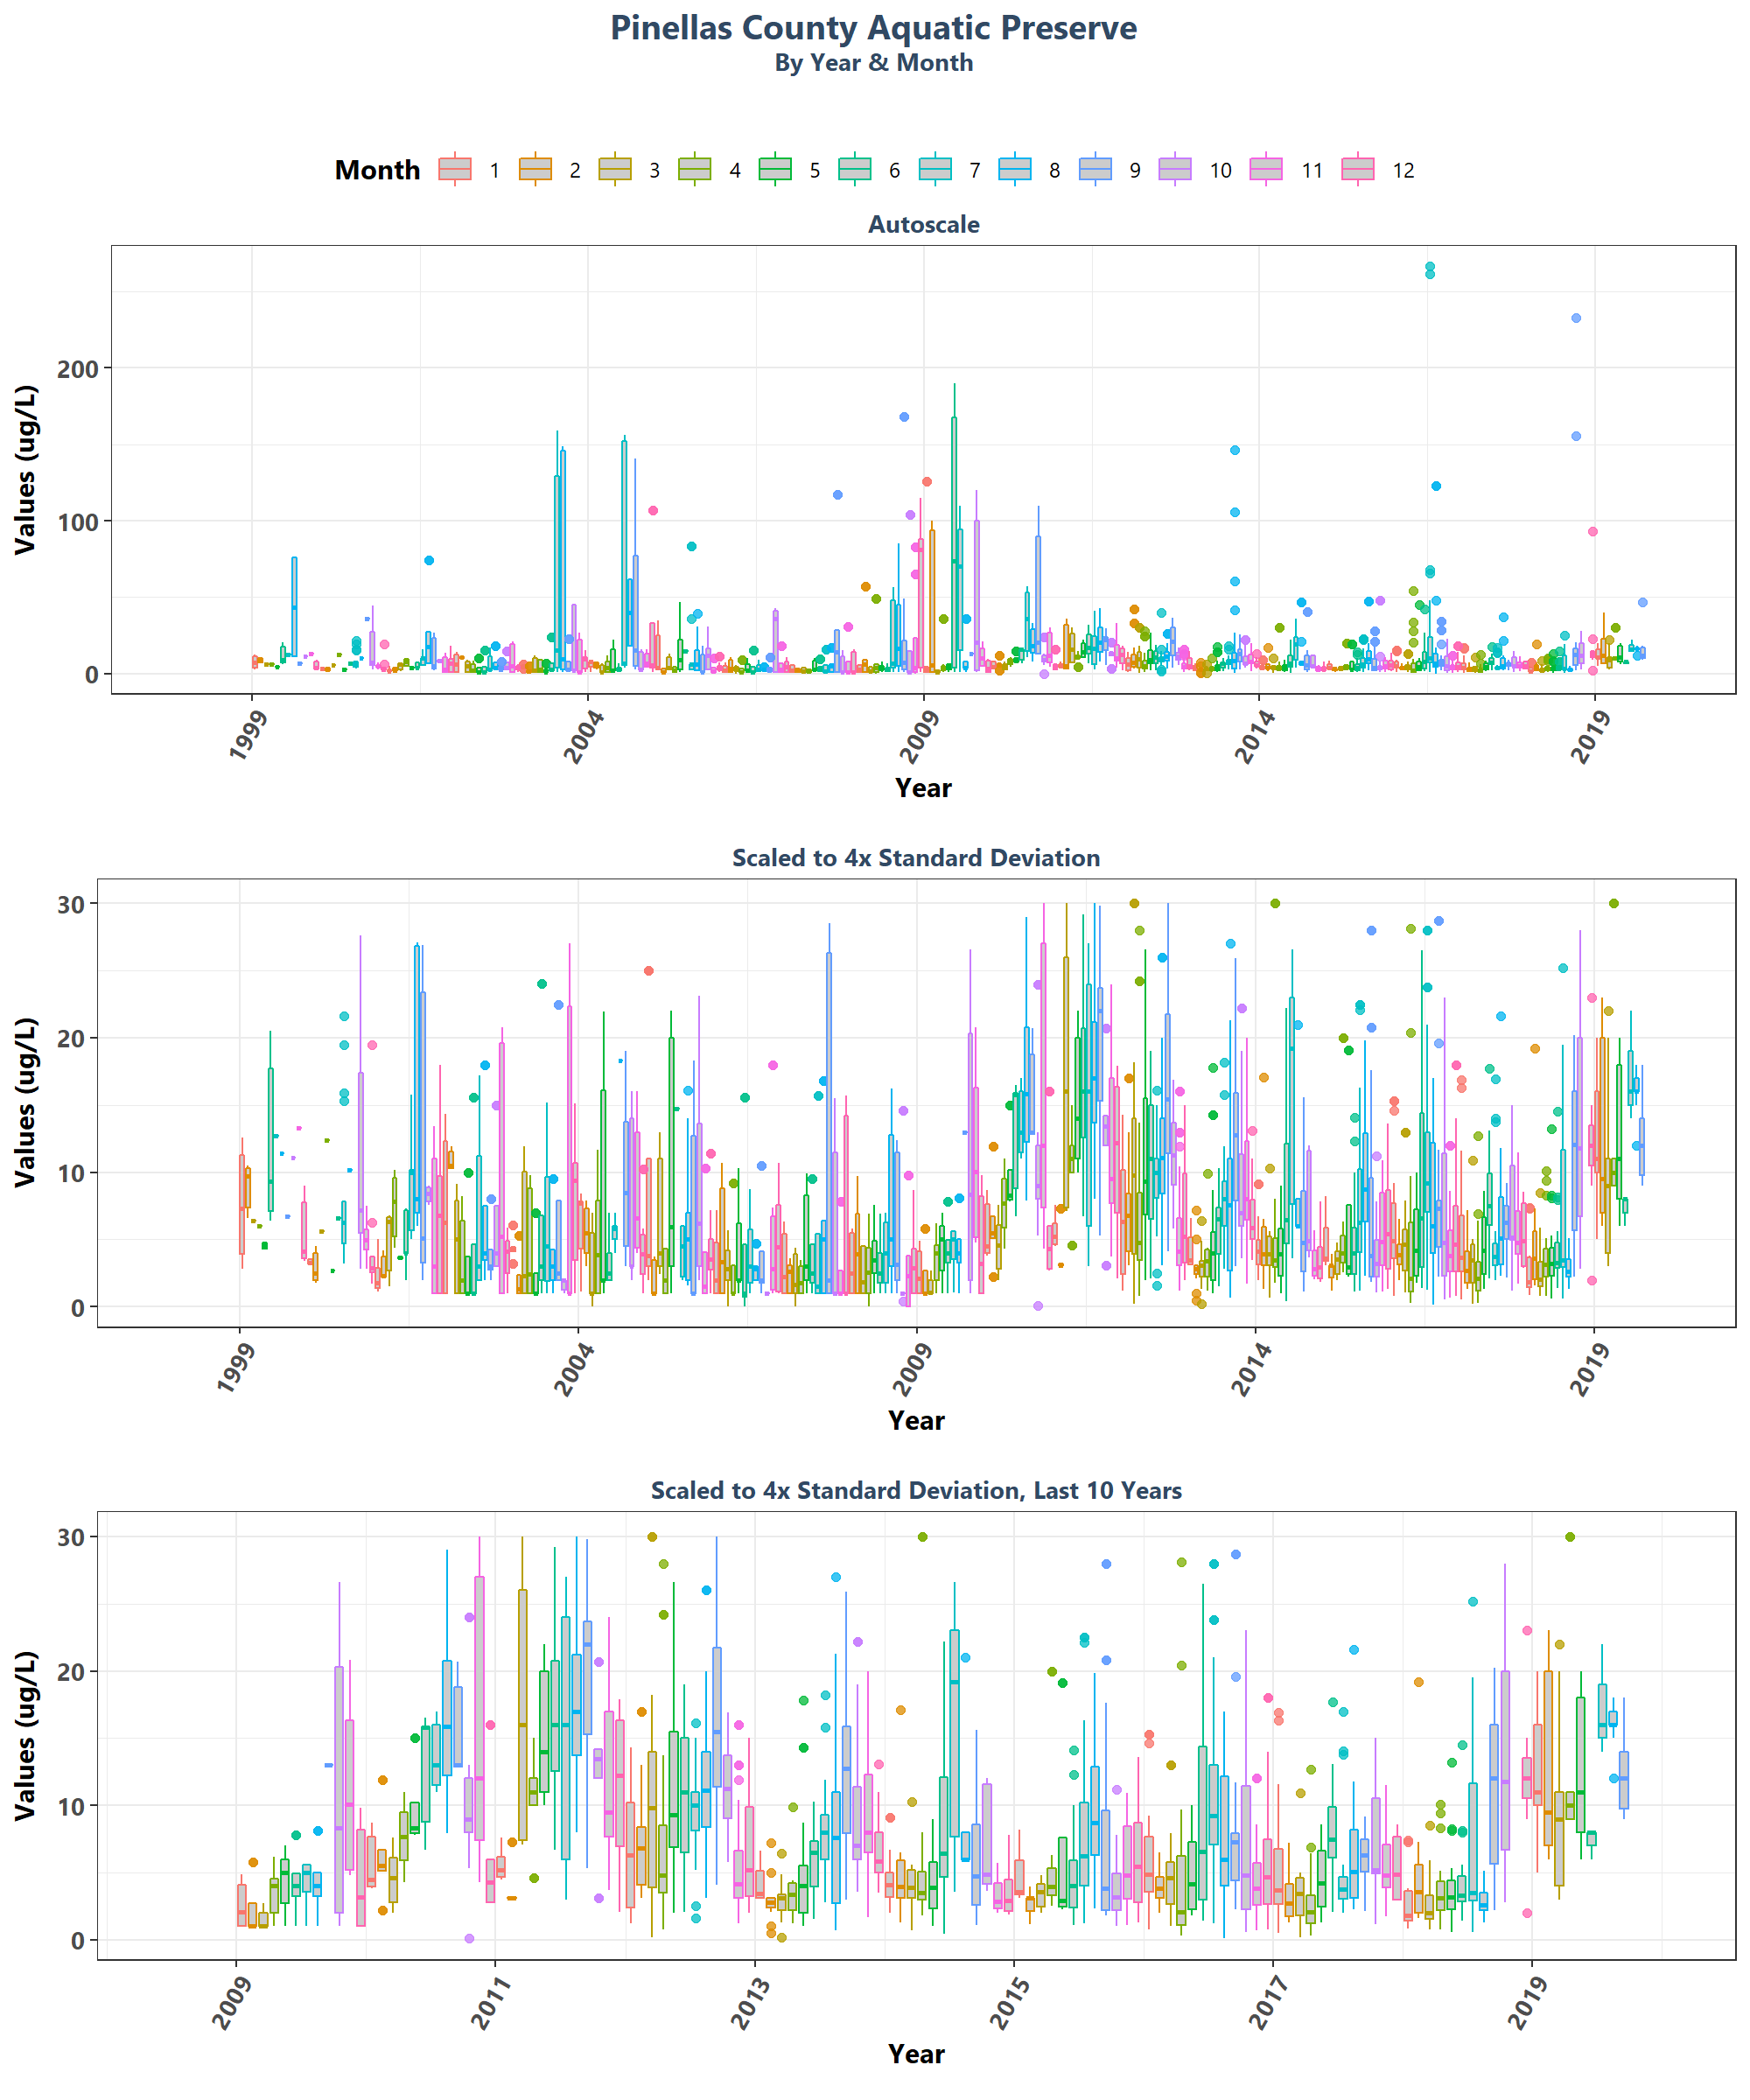 Pinellas County Aquatic Preserve
By Year & Month
Month 1 2 3 4 5 6 7 8 9 10 11 12
Autoscale
Values (ug/L)
200
100
0
1999 2004 2009 2014 2019
Year
Scaled to 4x Standard Deviation
Values (ug/L)
30
20
10
0
1999 2004 2009 2014 2019
Year
Scaled to 4x Standard Deviation, Last 10 Years
Values (ug/L)
30
20
10
0
2009 2011 2013 2015 2017 2019
Year